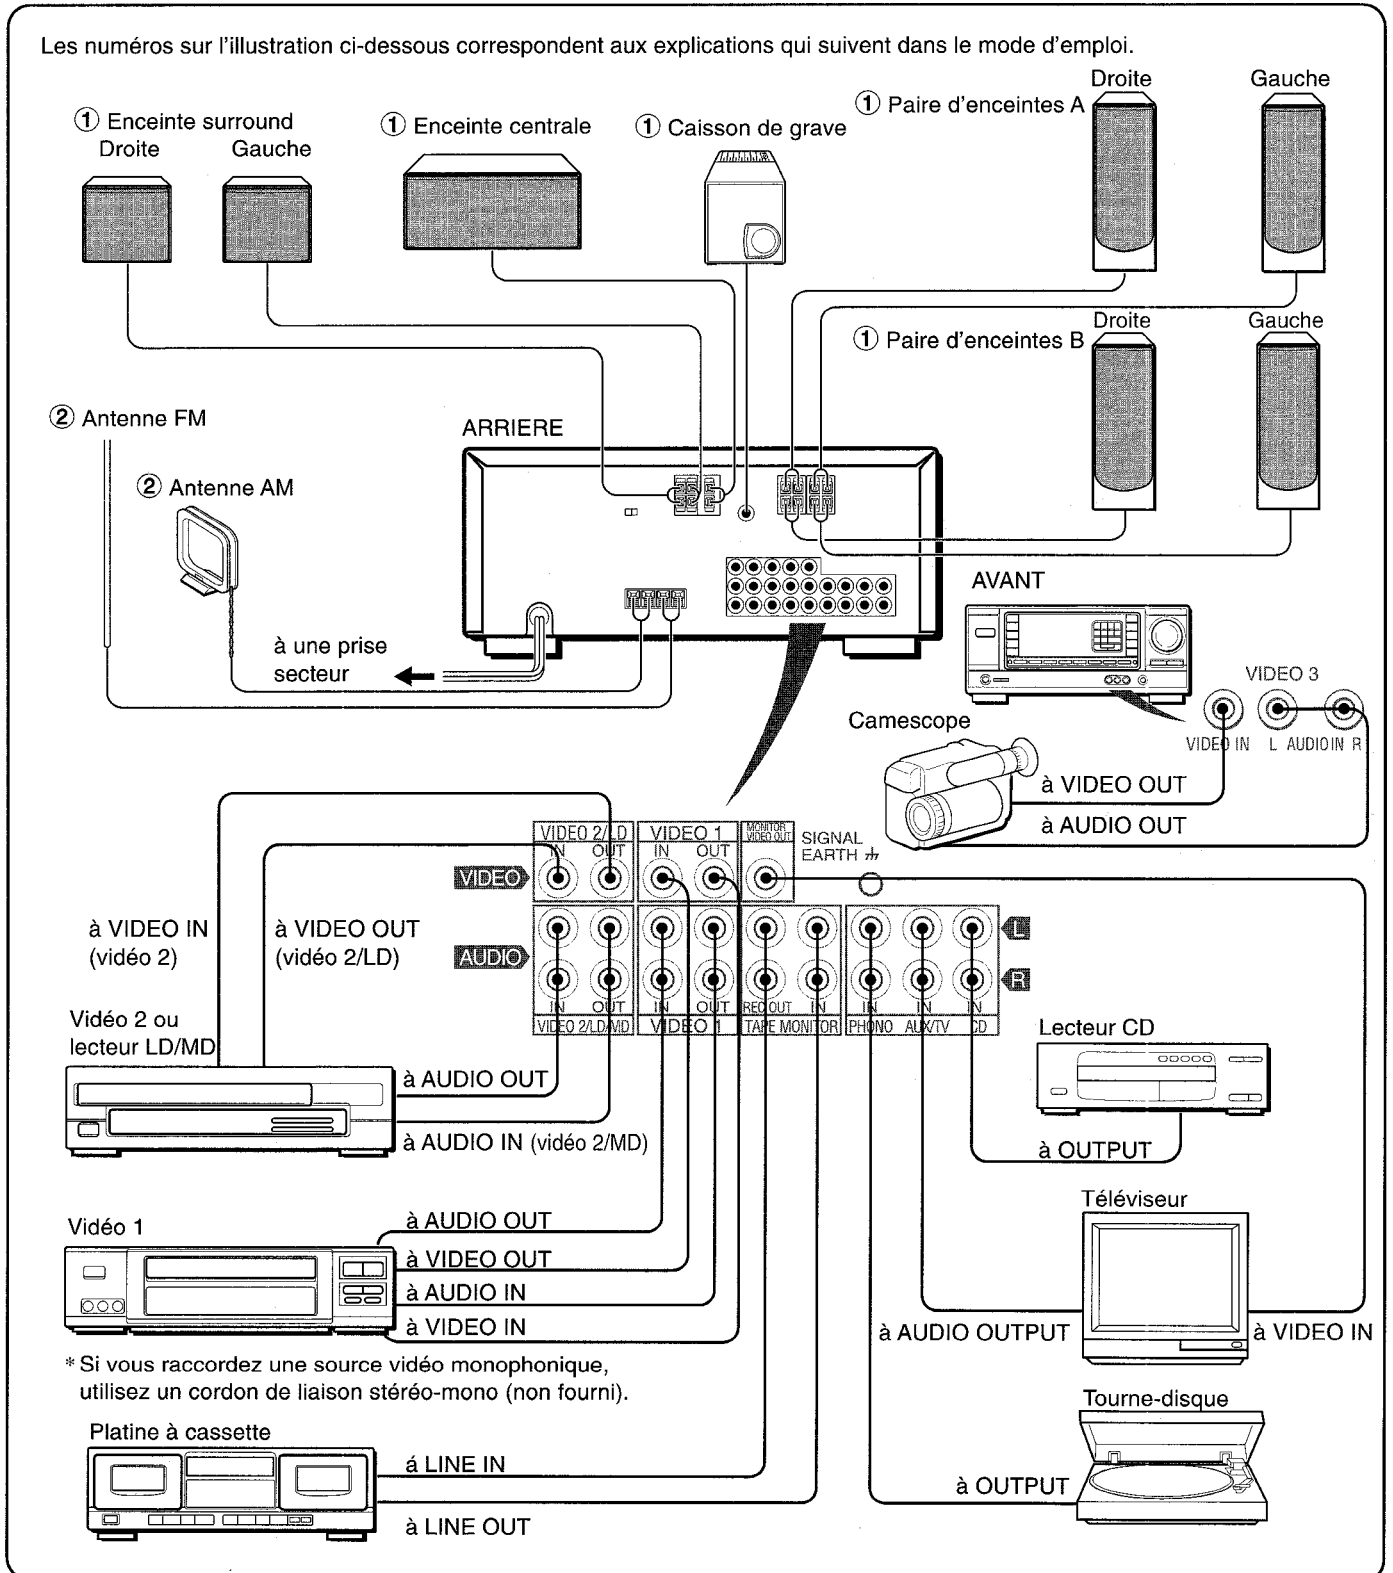 Les numéros sur l'illustration ci-dessous correspondent aux explications qui suivent dans le mode d'emploi.
① Enceinte surround
Droite Gauche
① Enceinte centrale
① Caisson de grave
① Paire d'enceintes A
Droite Gauche
① Paire d'enceintes B
Droite Gauche
② Antenne FM
② Antenne AM
ARRIERE
à une prise
secteur
AVANT
VIDEO 3
VIDEO IN L AUDIO IN R
Camescope
à VIDEO OUT
à AUDIO OUT
VIDEO 2/LD VIDEO 1 MONITOR
VIDEO OUT
IN OUT IN OUT
SIGNAL
EARTH
VIDEO
AUDIO
L
R
IN OUT IN OUT REC OUT IN IN IN IN
VIDEO 2/LD/MD VIDEO 1 TAPE MONITOR PHONO AUX/TV CD
à VIDEO IN
(vidéo 2)
à VIDEO OUT
(vidéo 2/LD)
Vidéo 2 ou
lecteur LD/MD
à AUDIO OUT
à AUDIO IN (vidéo 2/MD)
Lecteur CD
à OUTPUT
Vidéo 1
à AUDIO OUT
à VIDEO OUT
à AUDIO IN
à VIDEO IN
Téléviseur
à AUDIO OUTPUT
à VIDEO IN
* Si vous raccordez une source vidéo monophonique,
utilisez un cordon de liaison stéréo-mono (non fourni).
Platine à cassette
á LINE IN
à LINE OUT
Tourne-disque
à OUTPUT